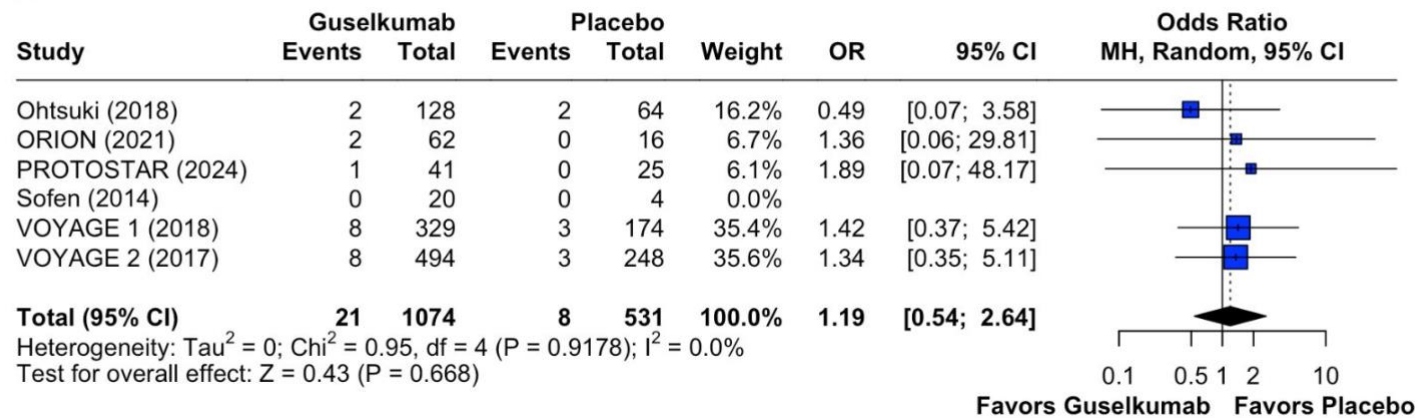 Guselkumab Placebo Odds Ratio
Study Events Total Events Total Weight OR 95% CI MH, Random, 95% CI
Ohtsuki (2018) 2 128 2 64 16.2% 0.49 [0.07; 3.58]
ORION (2021) 2 62 0 16 6.7% 1.36 [0.06; 29.81]
PROTOSTAR (2024) 1 41 0 25 6.1% 1.89 [0.07; 48.17]
Sofen (2014) 0 20 0 4 0.0%
VOYAGE 1 (2018) 8 329 3 174 35.4% 1.42 [0.37; 5.42]
VOYAGE 2 (2017) 8 494 3 248 35.6% 1.34 [0.35; 5.11]
Total (95% CI) 21 1074 8 531 100.0% 1.19 [0.54; 2.64]
Heterogeneity: Tau² = 0; Chi² = 0.95, df = 4 (P = 0.9178); I² = 0.0%
Test for overall effect: Z = 0.43 (P = 0.668)
0.1 0.5 1 2 10
Favors Guselkumab Favors Placebo